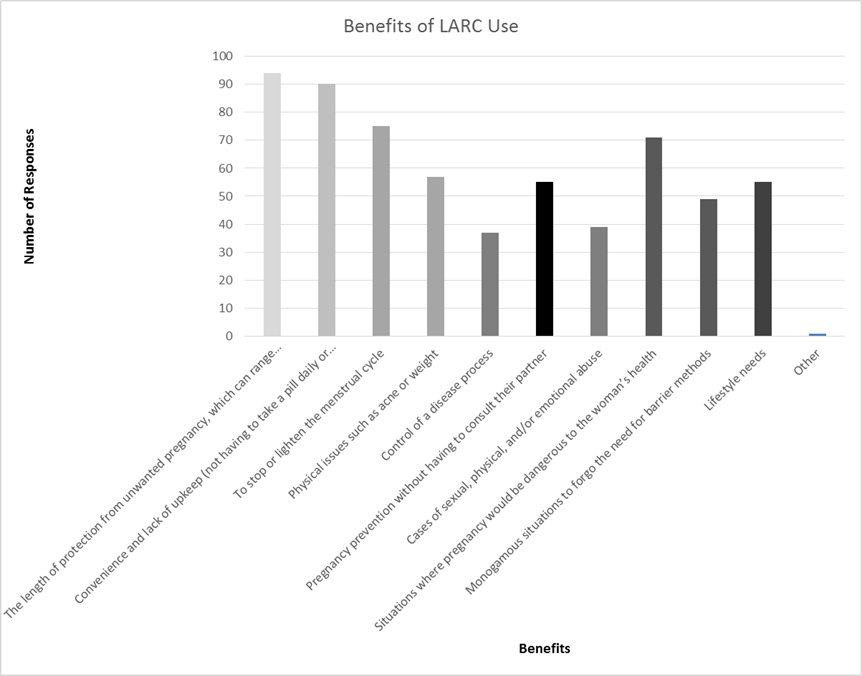 Benefits of LARC Use
Number of Responses
100
90
80
70
60
50
40
30
20
10
0
The length of protection from unwanted pregnancy, which can range...
Convenience and lack of upkeep (not having to take a pill daily or...
To stop or lighten the menstrual cycle
Physical issues such as acne or weight
Control of a disease process
Pregnancy prevention without having to consult their partner
Cases of sexual, physical, and/or emotional abuse
Situations where pregnancy would be dangerous to the woman’s health
Monogamous situations to forgo the need for barrier methods
Lifestyle needs
Other
Benefits